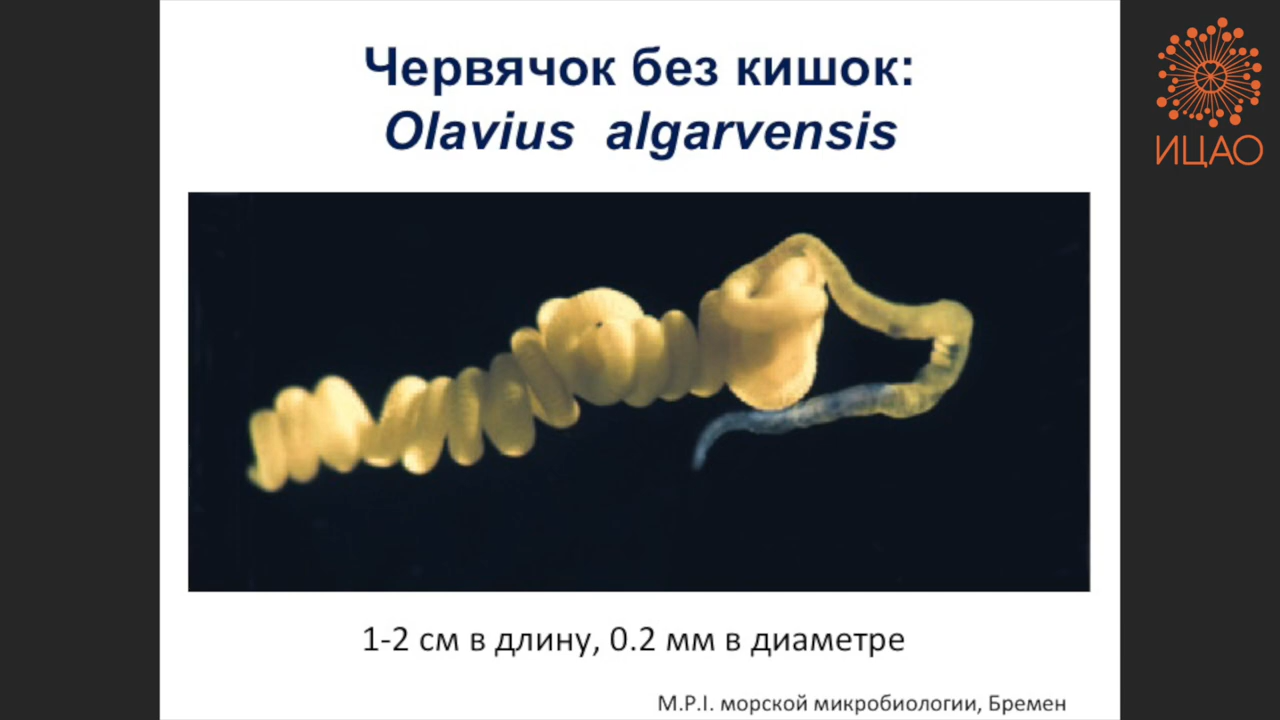 Червячок без кишок:
Olavius algarvensis
ИЦАО
1-2 см в длину, 0.2 мм в диаметре
M.P.I. морской микробиологии, Бремен